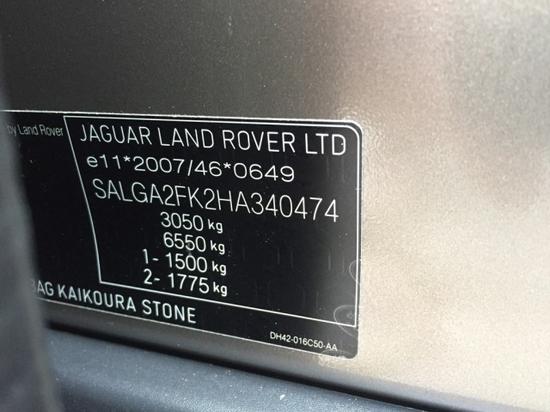 by Land Rover
JAGUAR LAND ROVER LTD
e11*2007/46*0649
SALGA2FK2HA340474
3050 kg
6550 kg
1- 1500 kg
2- 1775 kg
KAIKOURA STONE
DH42-016C50-AA